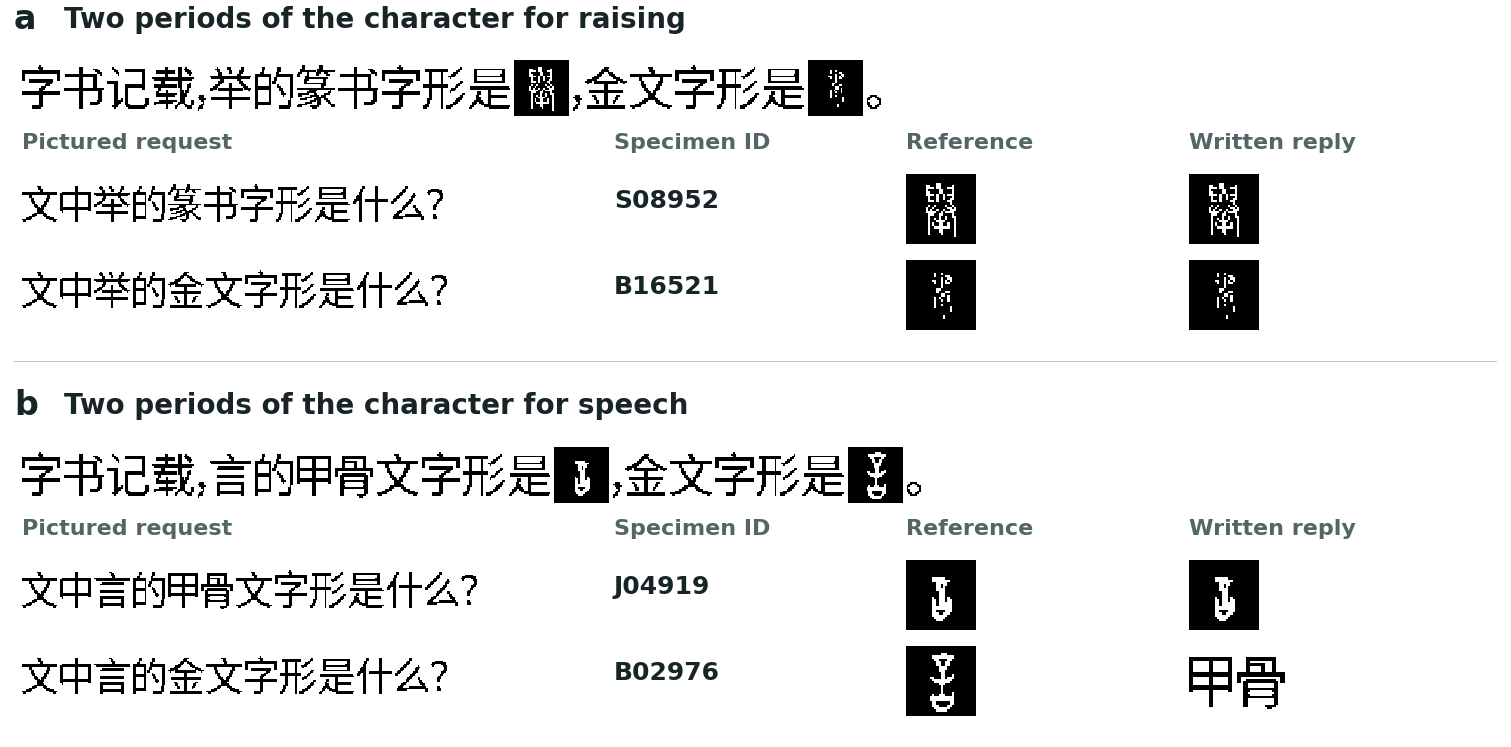 a Two periods of the character for raising
字书记载,举的篆书字形是,金文字形是。
Pictured request Specimen ID Reference Written reply
文中举的篆书字形是什么? S08952
文中举的金文字形是什么? B16521
b Two periods of the character for speech
字书记载,言的甲骨文字形是,金文字形是。
Pictured request Specimen ID Reference Written reply
文中言的甲骨文字形是什么? J04919
文中言的金文字形是什么? B02976 甲骨